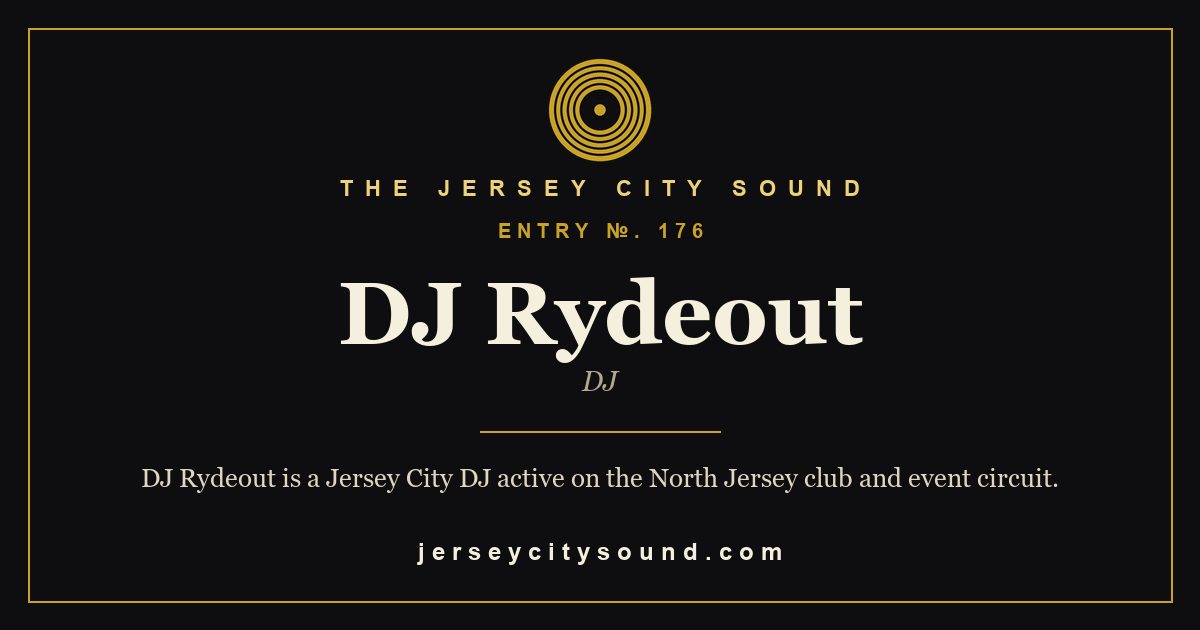 THE JERSEY CITY SOUND
ENTRY №. 176
DJ Rydeout
DJ
DJ Rydeout is a Jersey City DJ active on the North Jersey club and event circuit.
jerseycitysound.com